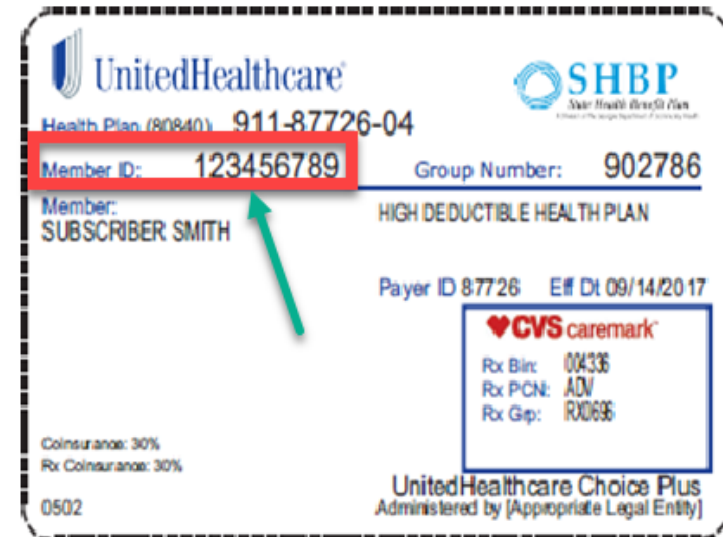 UnitedHealthcare
SHBP
State Health Benefit Plan
Health Plan (80840) 911-87726-04
Member ID: 123456789 Group Number: 902786
Member:
SUBSCRIBER SMITH
HIGH DEDUCTIBLE HEALTH PLAN
Payer ID 87726 Eff Dt 09/14/2017
CVS caremark
Rx Bin: 004336
Rx PCN: ADV
Rx Grp: RX0696
Coinsurance: 30%
Rx Coinsurance: 30%
0502
UnitedHealthcare Choice Plus
Administered by [Appropriate Legal Entity]